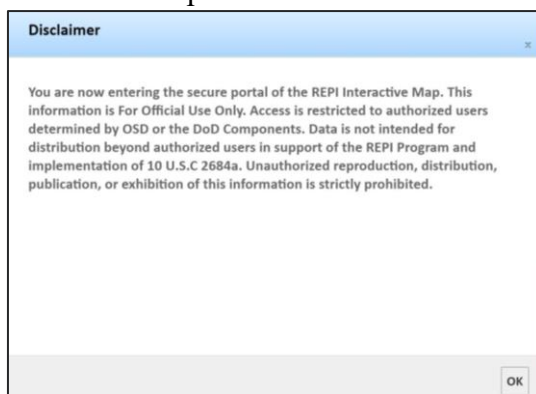 Disclaimer
x
You are now entering the secure portal of the REPI Interactive Map. This
information is For Official Use Only. Access is restricted to authorized users
determined by OSD or the DoD Components. Data is not intended for
distribution beyond authorized users in support of the REPI Program and
implementation of 10 U.S.C 2684a. Unauthorized reproduction, distribution,
publication, or exhibition of this information is strictly prohibited.
OK